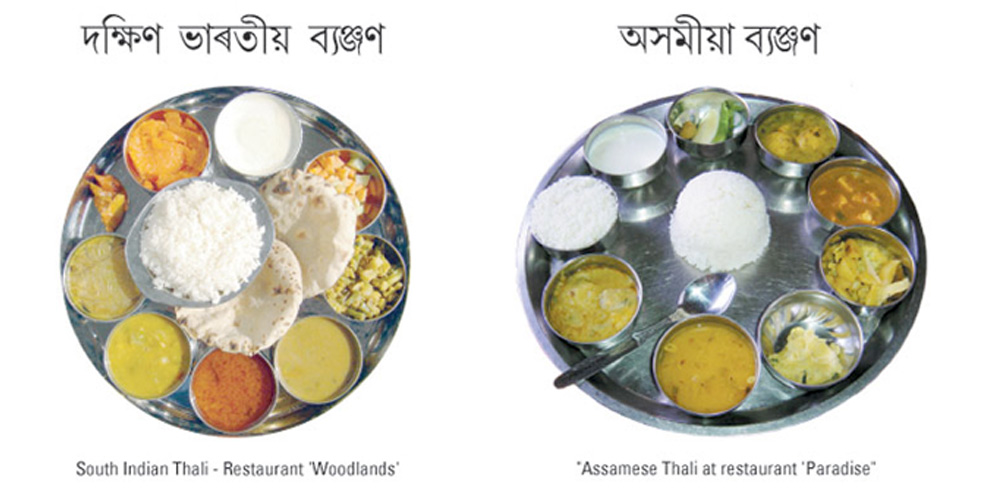 দক্ষিণ ভাৰতীয় ব্যঞ্জণ
অসমীয়া ব্যঞ্জণ
South Indian Thali - Restaurant 'Woodlands'
"Assamese Thali at restaurant 'Paradise"